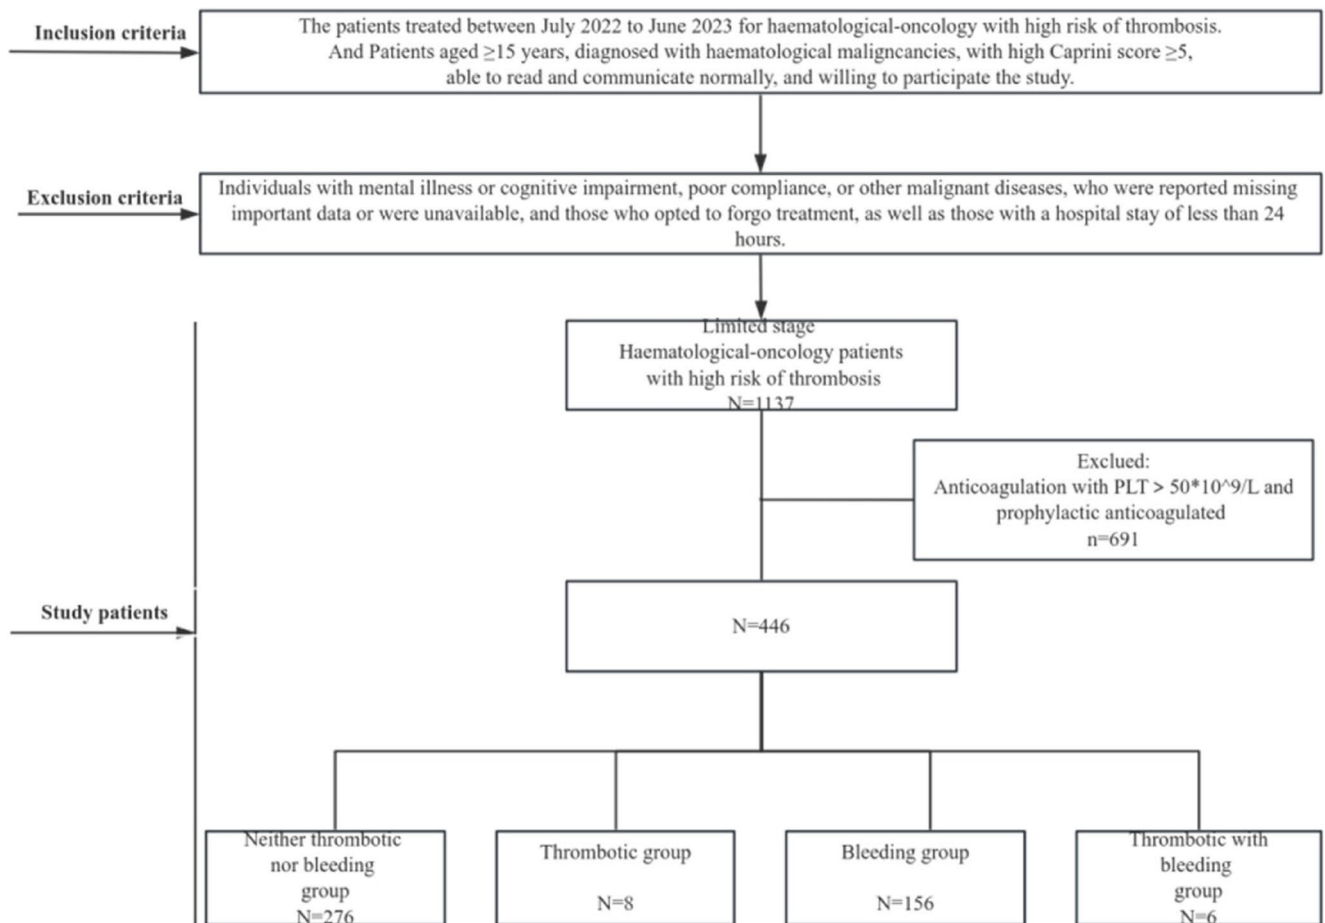 Inclusion criteria
The patients treated between July 2022 to June 2023 for haematological-oncology with high risk of thrombosis.
And Patients aged ≥15 years, diagnosed with haematological maligncancies, with high Caprini score ≥5,
able to read and communicate normally, and willing to participate the study.
Exclusion criteria
Individuals with mental illness or cognitive impairment, poor compliance, or other malignant diseases, who were reported missing
important data or were unavailable, and those who opted to forgo treatment, as well as those with a hospital stay of less than 24
hours.
Limited stage
Haematological-oncology patients
with high risk of thrombosis
N=1137
Exclued:
Anticoagulation with PLT > 50*10^9/L and
prophylactic anticoagulated
n=691
Study patients
N=446
Neither thrombotic
nor bleeding
group
N=276
Thrombotic group
N=8
Bleeding group
N=156
Thrombotic with
bleeding
group
N=6